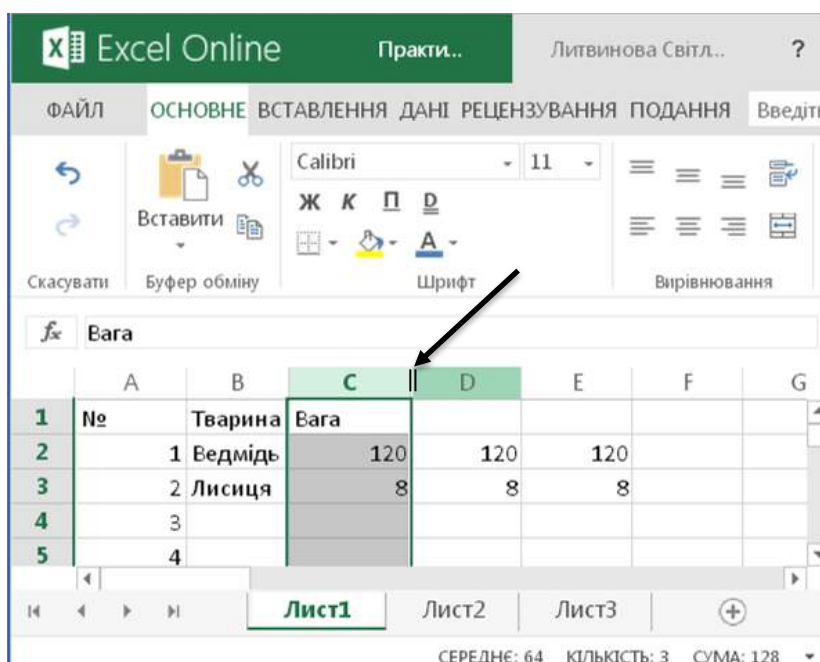 Excel Online Практи... Литвинова Світл... ?
ФАЙЛ ОСНОВНЕ ВСТАВЛЕННЯ ДАНІ РЕЦЕНЗУВАННЯ ПОДАННЯ Введіть
Calibri 11
Ж К П D
Вставити
A
Скасувати Буфер обміну Шрифт Вирівнювання
fx Вага
A B C D E F G
1 № Тварина Вага
2 1 Ведмідь 120 120 120
3 2 Лисиця 8 8 8
4 3
5 4
Лист1 Лист2 Лист3
СЕРЕДНЄ: 64 КІЛЬКІСТЬ: 3 СУМА: 128